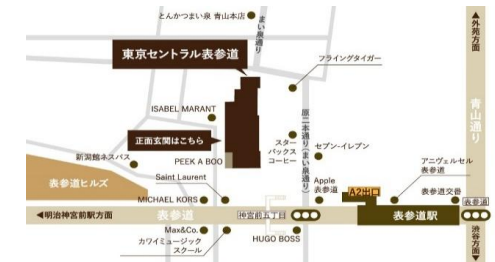 とんかつまい泉 青山本店
まい泉通り
▲外苑方面
東京セントラル表参道
フライングタイガー
青山通り
ISABEL MARANT
原二本通り(まい泉通り)
正面玄関はこちら
スター
バックス
コーヒー
セブン-イレブン
新潟館ネスパス
PEEK A BOO
アニヴェルセル
表参道
表参道ヒルズ
Saint Laurent
Apple
表参道
A2出口
表参道交番
MICHAEL KORS
◀明治神宮前駅方面
表参道
神宮前五丁目
表参道駅
表参道
Max&Co.
カワイミュージック
スクール
HUGO BOSS
渋谷方面
▼